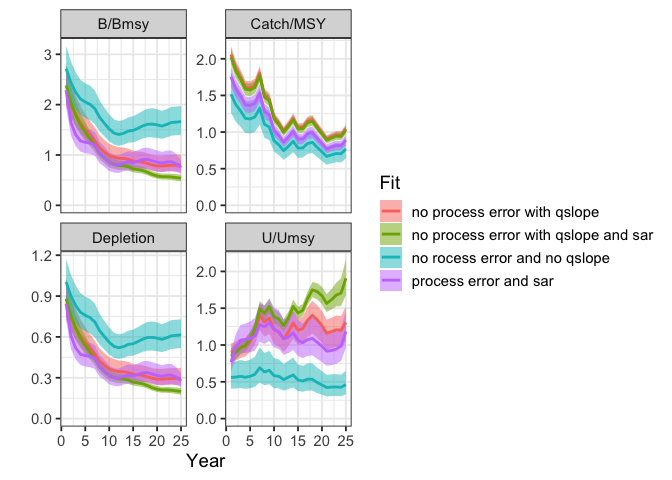 B/Bmsy Catch/MSY
3
2
1
0
2.0
1.5
1.0
0.5
0.0
Depletion U/Umsy
1.2
0.9
0.6
0.3
0.0
2.0
1.5
1.0
0.5
0.0
0 5 10 15 20 25 0 5 10 15 20 25
Year
Fit
no process error with qslope
no process error with qslope and sar
no rocess error and no qslope
process error and sar